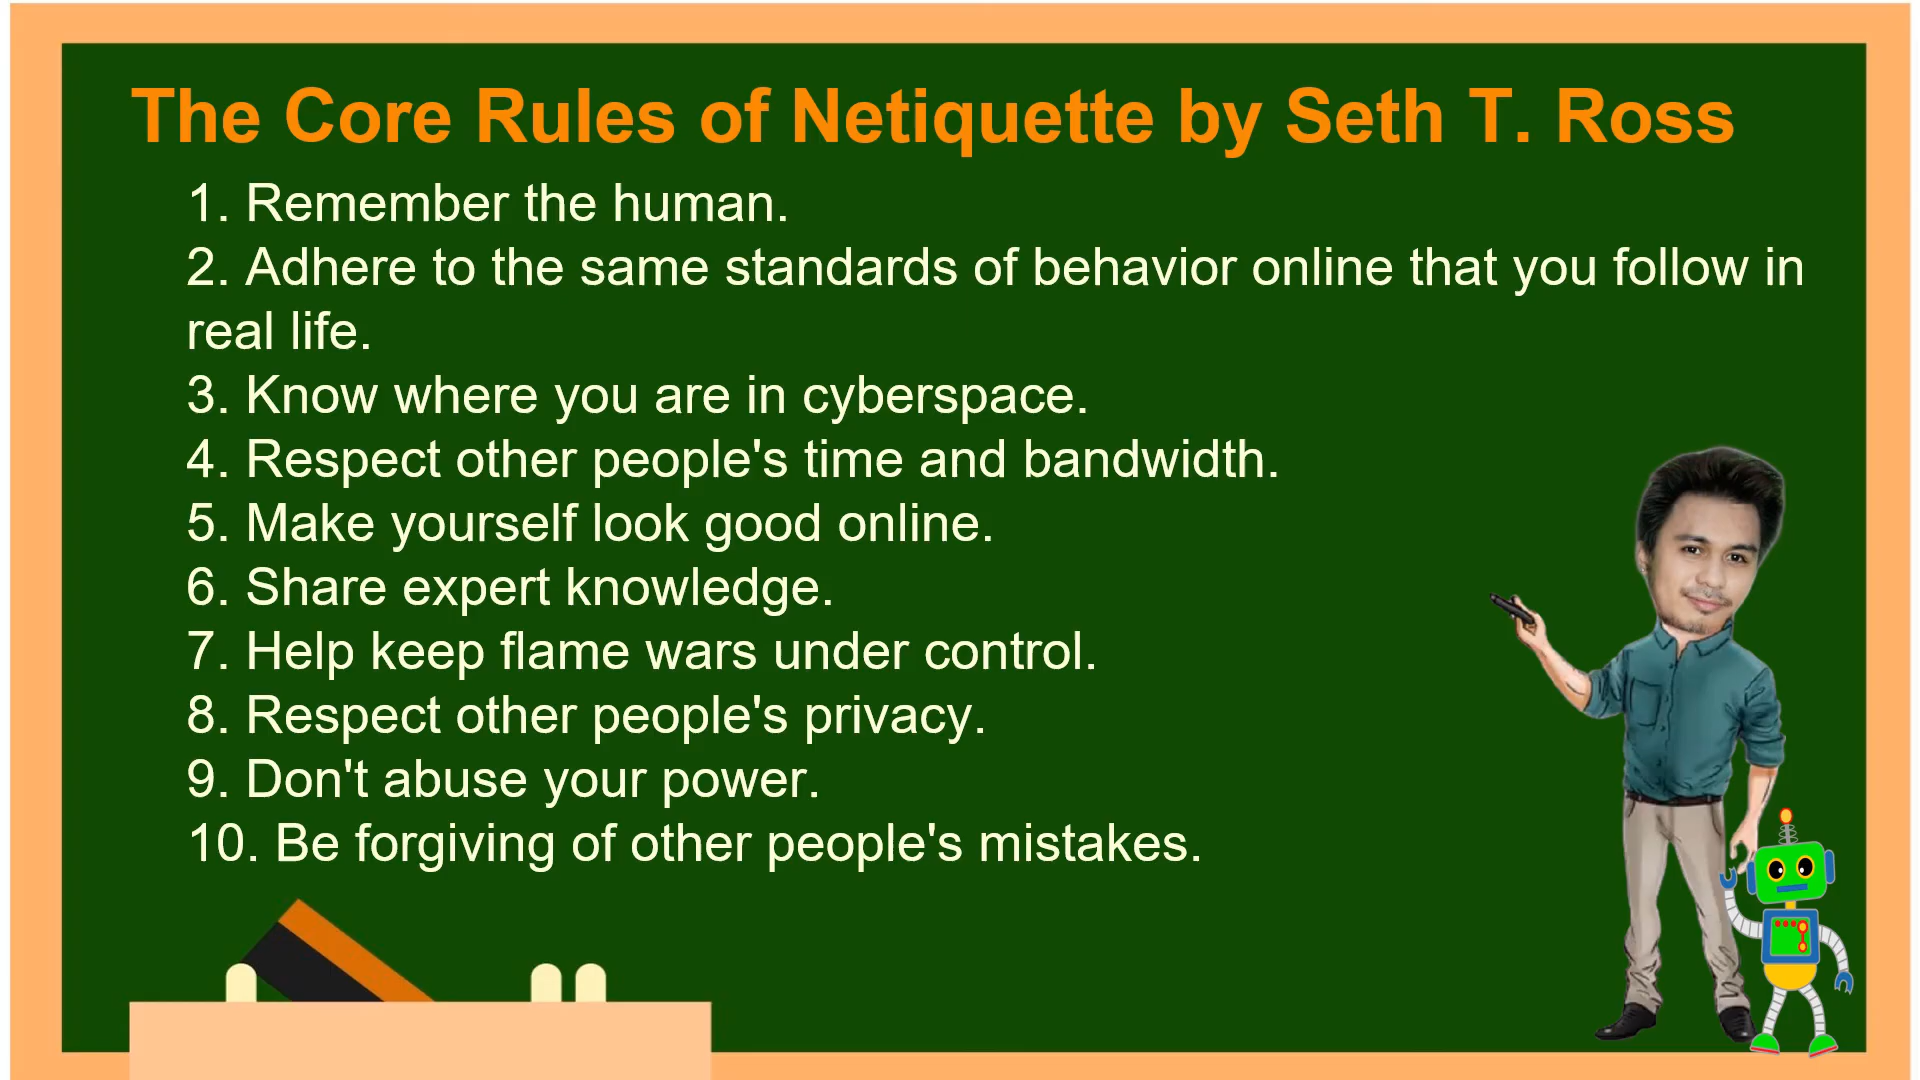 The Core Rules of Netiquette by Seth T. Ross
1. Remember the human.
2. Adhere to the same standards of behavior online that you follow in
real life.
3. Know where you are in cyberspace.
4. Respect other people's time and bandwidth.
5. Make yourself look good online.
6. Share expert knowledge.
7. Help keep flame wars under control.
8. Respect other people's privacy.
9. Don't abuse your power.
10. Be forgiving of other people's mistakes.